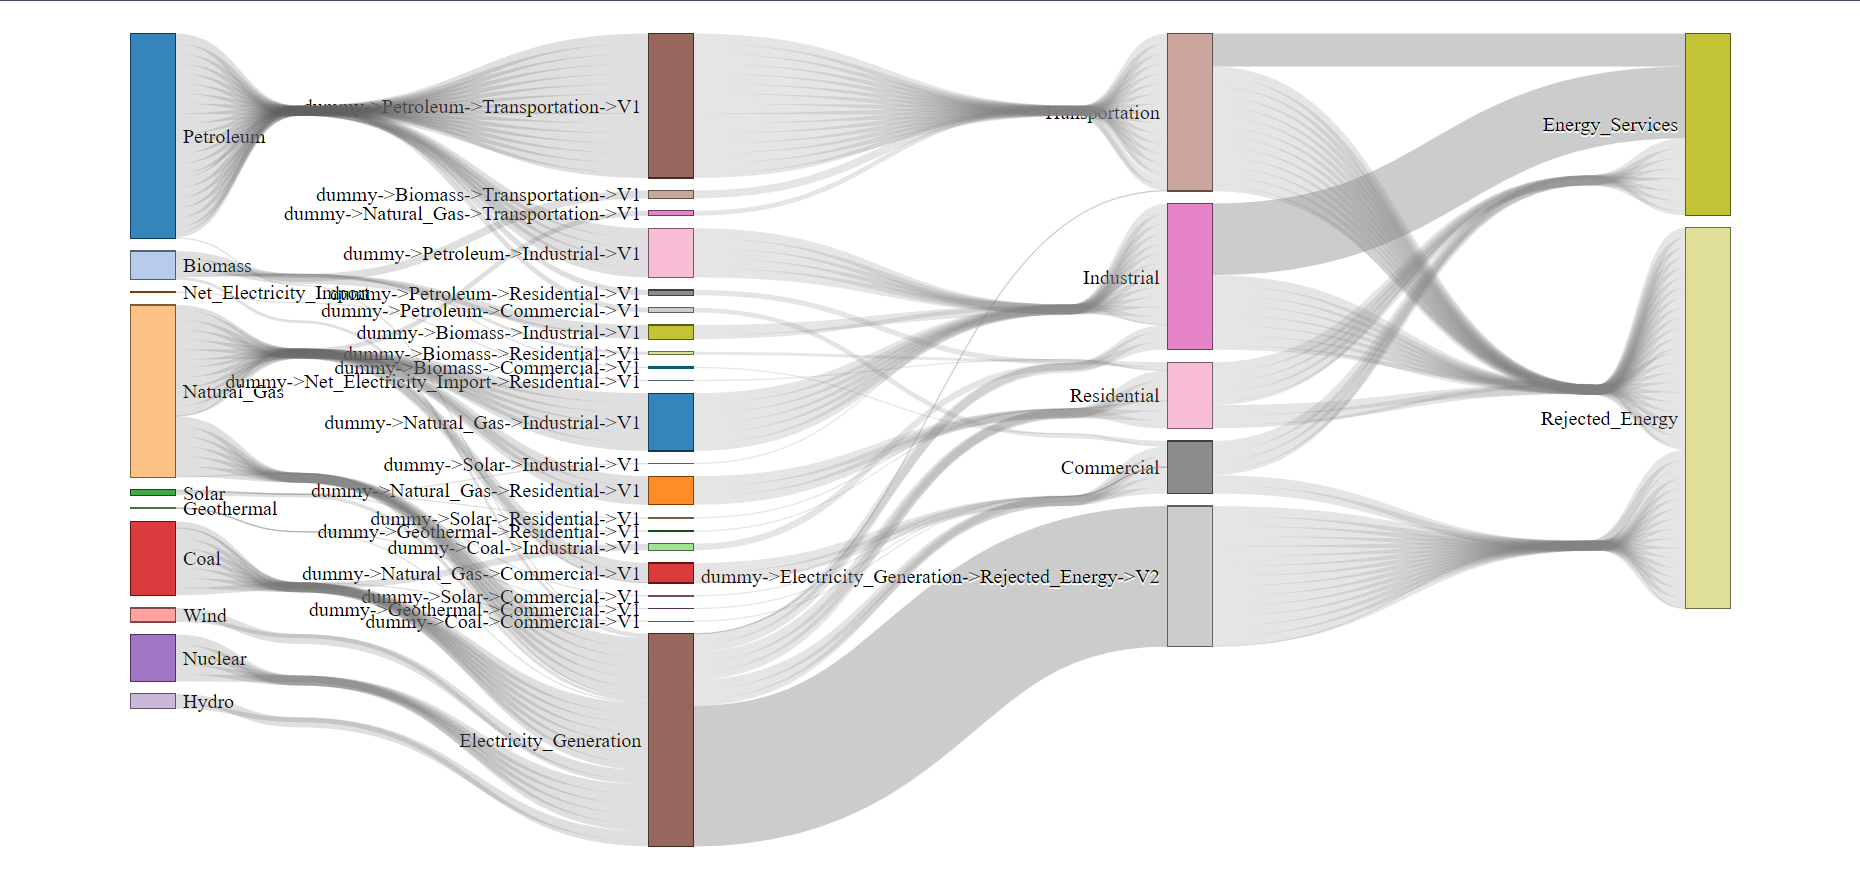 Petroleum
Biomass
Net_Electricity_Import
Natural_Gas
Solar
Geothermal
Coal
Wind
Nuclear
Hydro
dummy->Petroleum->Transportation->V1
dummy->Biomass->Transportation->V1
dummy->Natural_Gas->Transportation->V1
dummy->Petroleum->Industrial->V1
dummy->Petroleum->Residential->V1
dummy->Petroleum->Commercial->V1
dummy->Biomass->Industrial->V1
dummy->Biomass->Residential->V1
dummy->Biomass->Commercial->V1
dummy->Net_Electricity_Import->Residential->V1
dummy->Natural_Gas->Industrial->V1
dummy->Solar->Industrial->V1
dummy->Natural_Gas->Residential->V1
dummy->Solar->Residential->V1
dummy->Geothermal->Residential->V1
dummy->Coal->Industrial->V1
dummy->Natural_Gas->Commercial->V1
dummy->Solar->Commercial->V1
dummy->Geothermal->Commercial->V1
dummy->Coal->Commercial->V1
Electricity_Generation
Transportation
Industrial
Residential
Commercial
dummy->Electricity_Generation->Rejected_Energy->V2
Energy_Services
Rejected_Energy